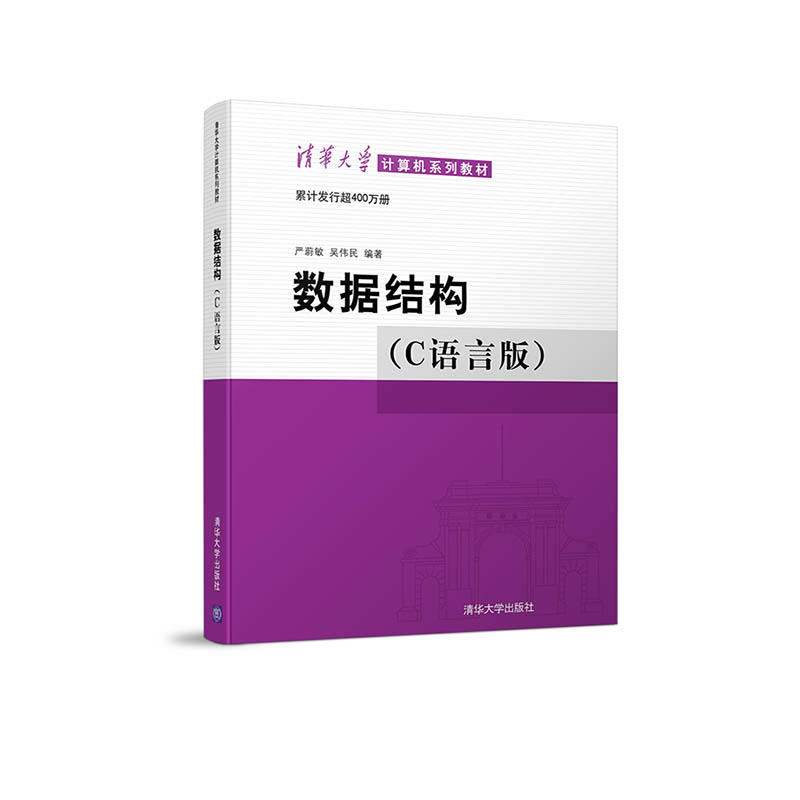 清华大学 计算机系列教材
累计发行超400万册
严蔚敏 吴伟民 编著
数据结构
（C语言版）
清华大学出版社
清华大学计算机系列教材
数据结构（C语言版）
清华大学出版社